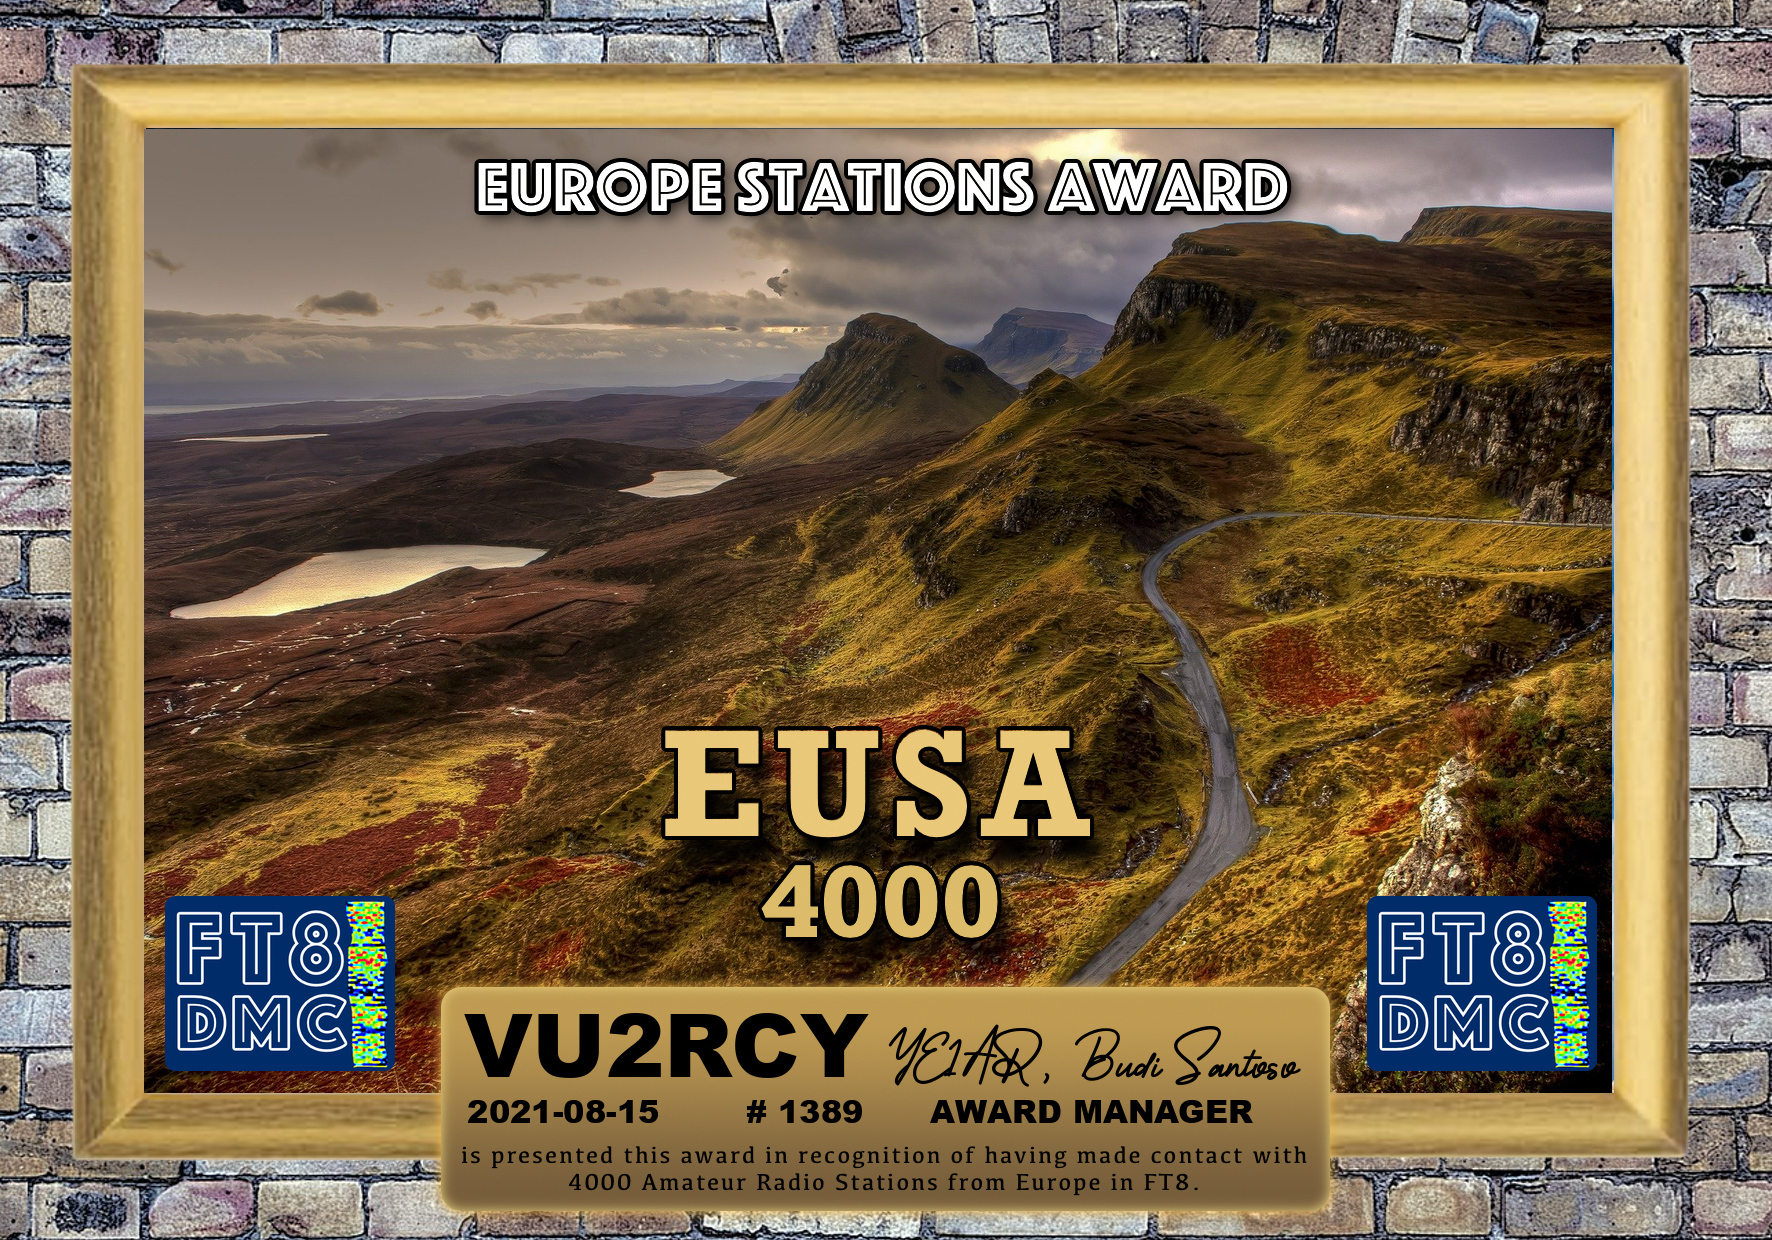 EUROPE STATIONS AWARD
EUSA
4000
FT8
DMC
FT8
DMC
VU2RCY YE1AR, Budi Santoso
2021-08-15 # 1389 AWARD MANAGER
is presented this award in recognition of having made contact with
4000 Amateur Radio Stations from Europe in FT8.